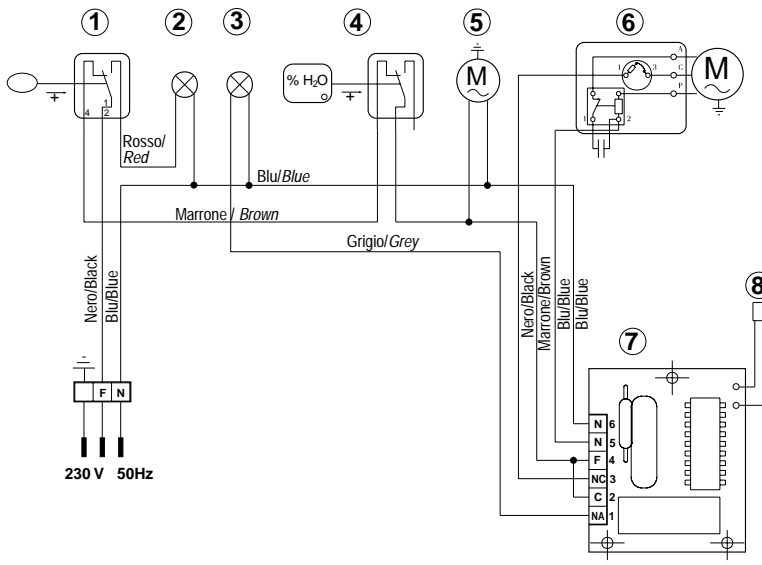 1 2 3 4 5 6
4 1 2
% H2O
M
1 3 A C P
M
1 2
Rosso/
Red
Blu/Blue
Marrone / Brown
Grigio/Grey
Nero/Black
Blu/Blue
Nero/Black
Marrone/Brown
Blu/Blue
Blu/Blue
8
7
F N
230 V 50Hz
N 6
N 5
F 4
NC 3
C 2
NA 1